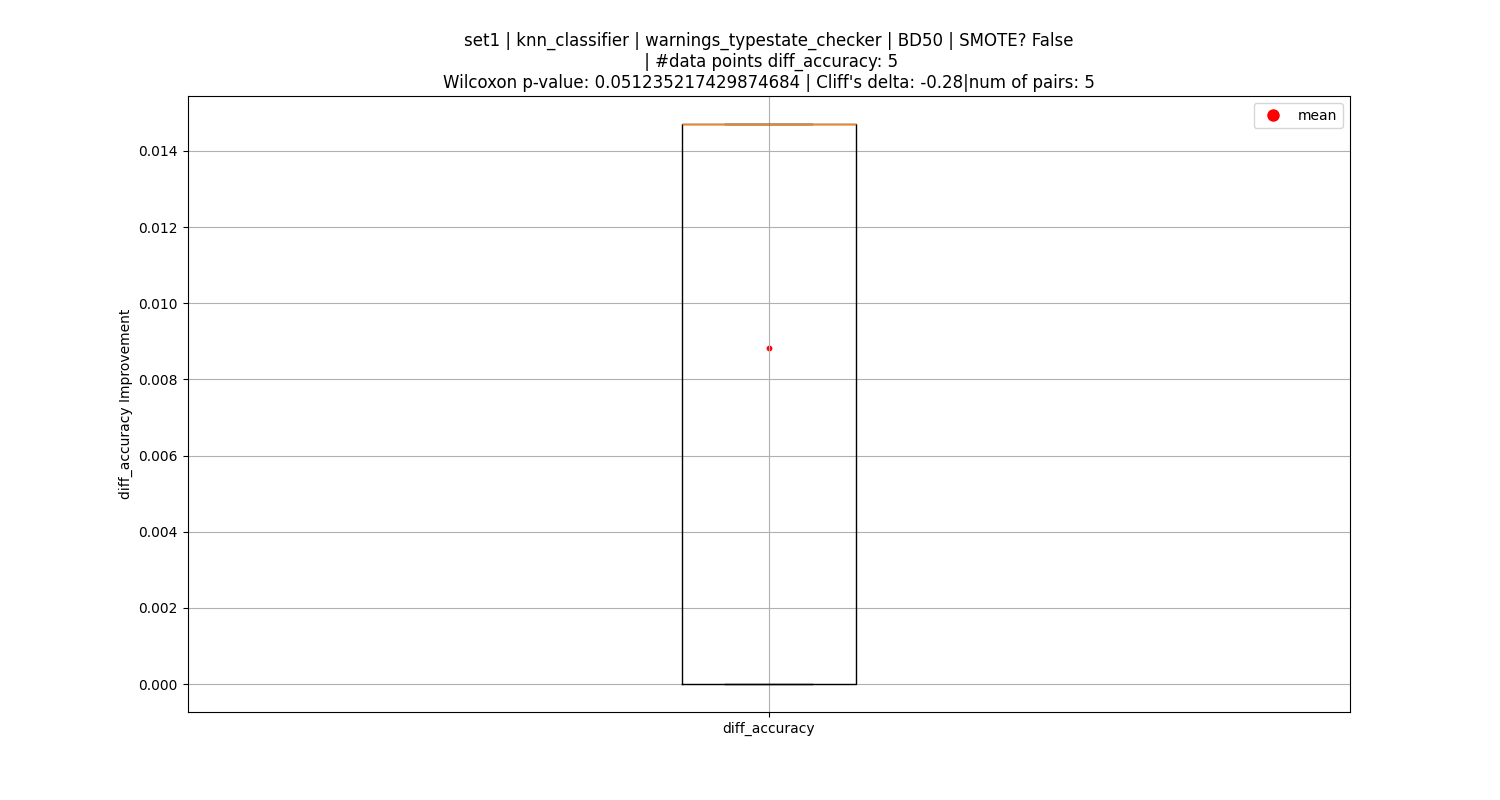 set1 | knn_classifier | warnings_typestate_checker | BD50 | SMOTE? False
| #data points diff_accuracy: 5
Wilcoxon p-value: 0.051235217429874684 | Cliff's delta: -0.28|num of pairs: 5
mean
0.014
0.012
0.010
0.008
0.006
0.004
0.002
0.000
diff_accuracy Improvement
diff_accuracy